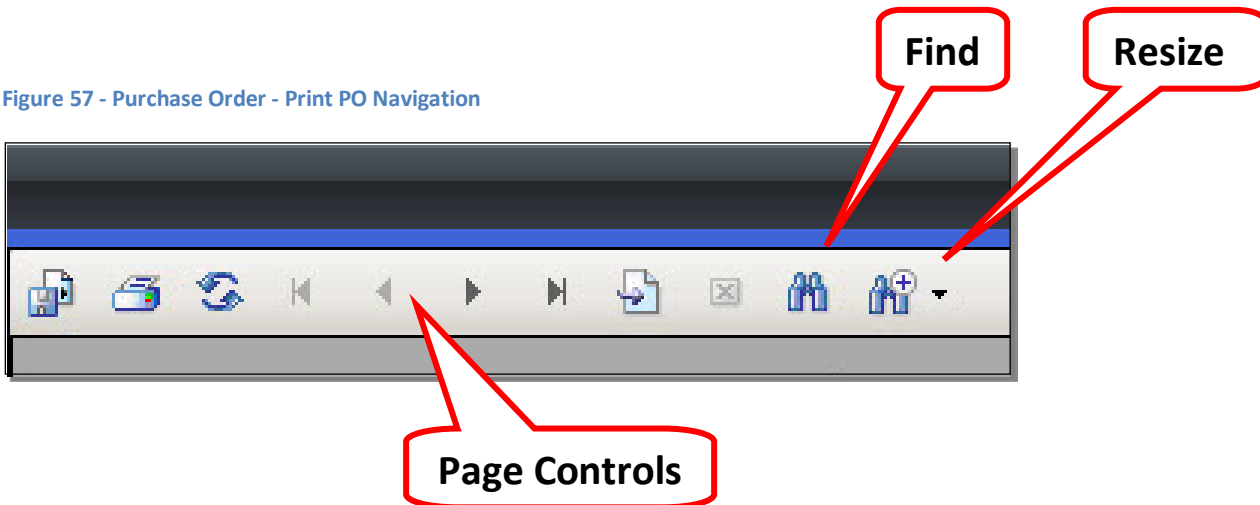 Find
Resize
Figure 57 - Purchase Order - Print PO Navigation
Page Controls